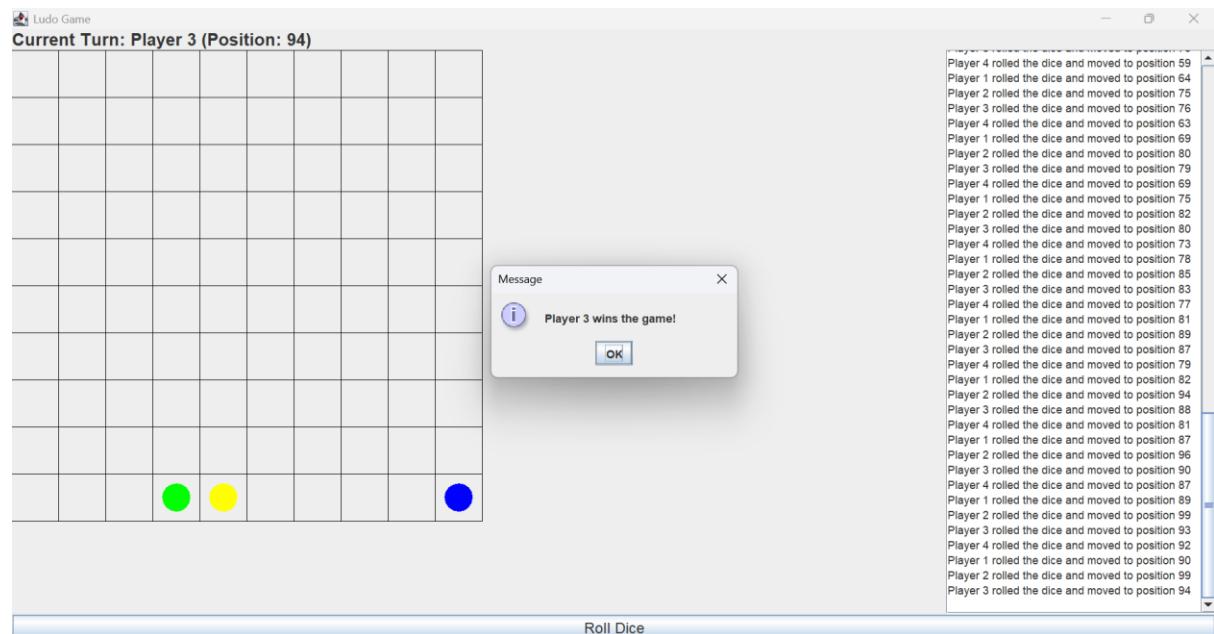 Ludo Game
Current Turn: Player 3 (Position: 94)
Player 4 rolled the dice and moved to position 59
Player 1 rolled the dice and moved to position 64
Player 2 rolled the dice and moved to position 75
Player 3 rolled the dice and moved to position 76
Player 4 rolled the dice and moved to position 63
Player 1 rolled the dice and moved to position 69
Player 2 rolled the dice and moved to position 80
Player 3 rolled the dice and moved to position 79
Player 4 rolled the dice and moved to position 69
Player 1 rolled the dice and moved to position 75
Player 2 rolled the dice and moved to position 82
Player 3 rolled the dice and moved to position 80
Player 4 rolled the dice and moved to position 73
Player 1 rolled the dice and moved to position 78
Player 2 rolled the dice and moved to position 85
Player 3 rolled the dice and moved to position 83
Player 4 rolled the dice and moved to position 77
Player 1 rolled the dice and moved to position 81
Player 2 rolled the dice and moved to position 89
Player 3 rolled the dice and moved to position 87
Player 4 rolled the dice and moved to position 79
Player 1 rolled the dice and moved to position 82
Player 2 rolled the dice and moved to position 94
Player 3 rolled the dice and moved to position 88
Player 4 rolled the dice and moved to position 81
Player 1 rolled the dice and moved to position 87
Player 2 rolled the dice and moved to position 96
Player 3 rolled the dice and moved to position 90
Player 4 rolled the dice and moved to position 87
Player 1 rolled the dice and moved to position 89
Player 2 rolled the dice and moved to position 99
Player 3 rolled the dice and moved to position 93
Player 4 rolled the dice and moved to position 92
Player 1 rolled the dice and moved to position 90
Player 2 rolled the dice and moved to position 99
Player 3 rolled the dice and moved to position 94
Message
Player 3 wins the game!
OK
Roll Dice